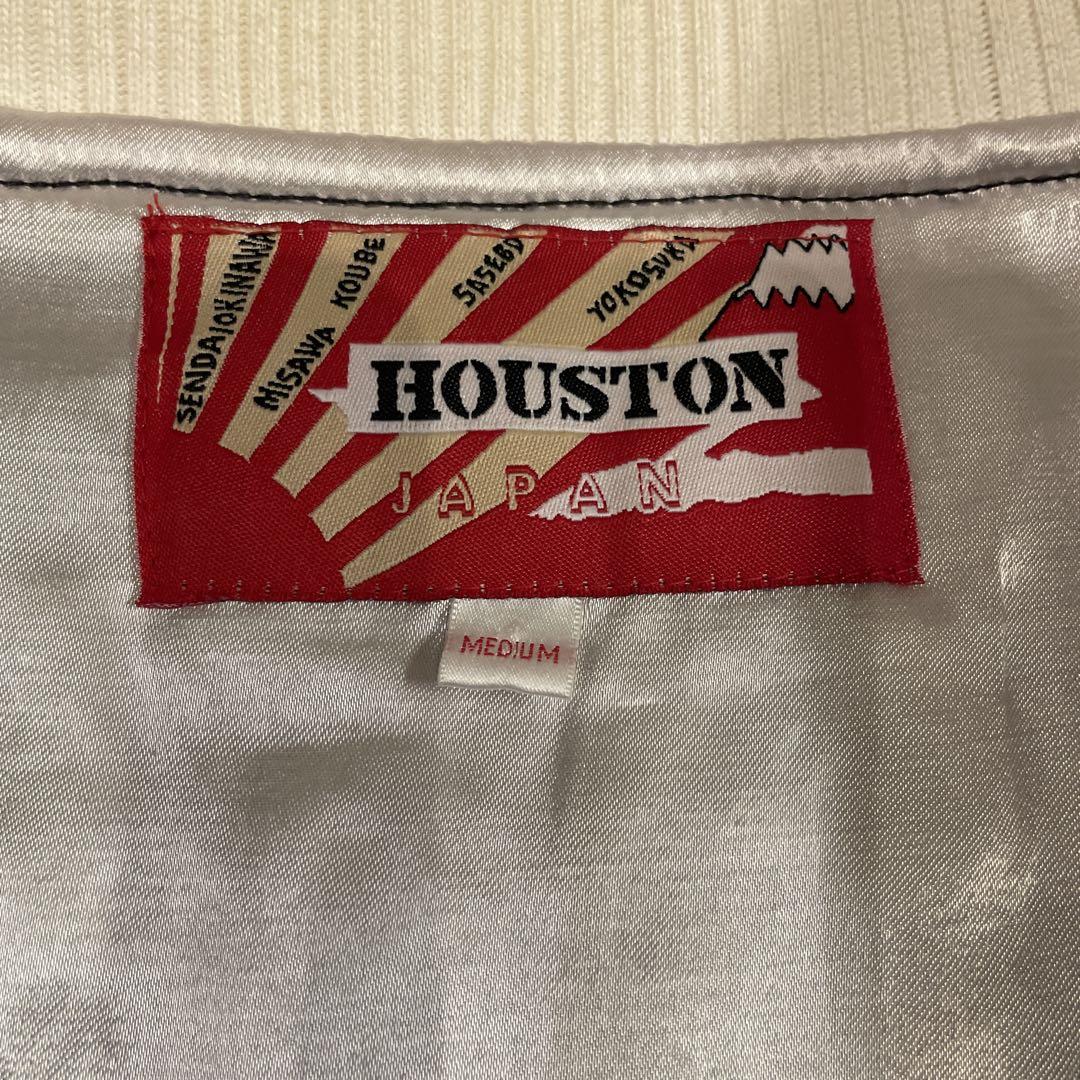 SENDAI OKINAWA
MISAWA KOUBE
SASEBO
YOKOSUKA
HOUSTON
JAPAN
MEDIUM